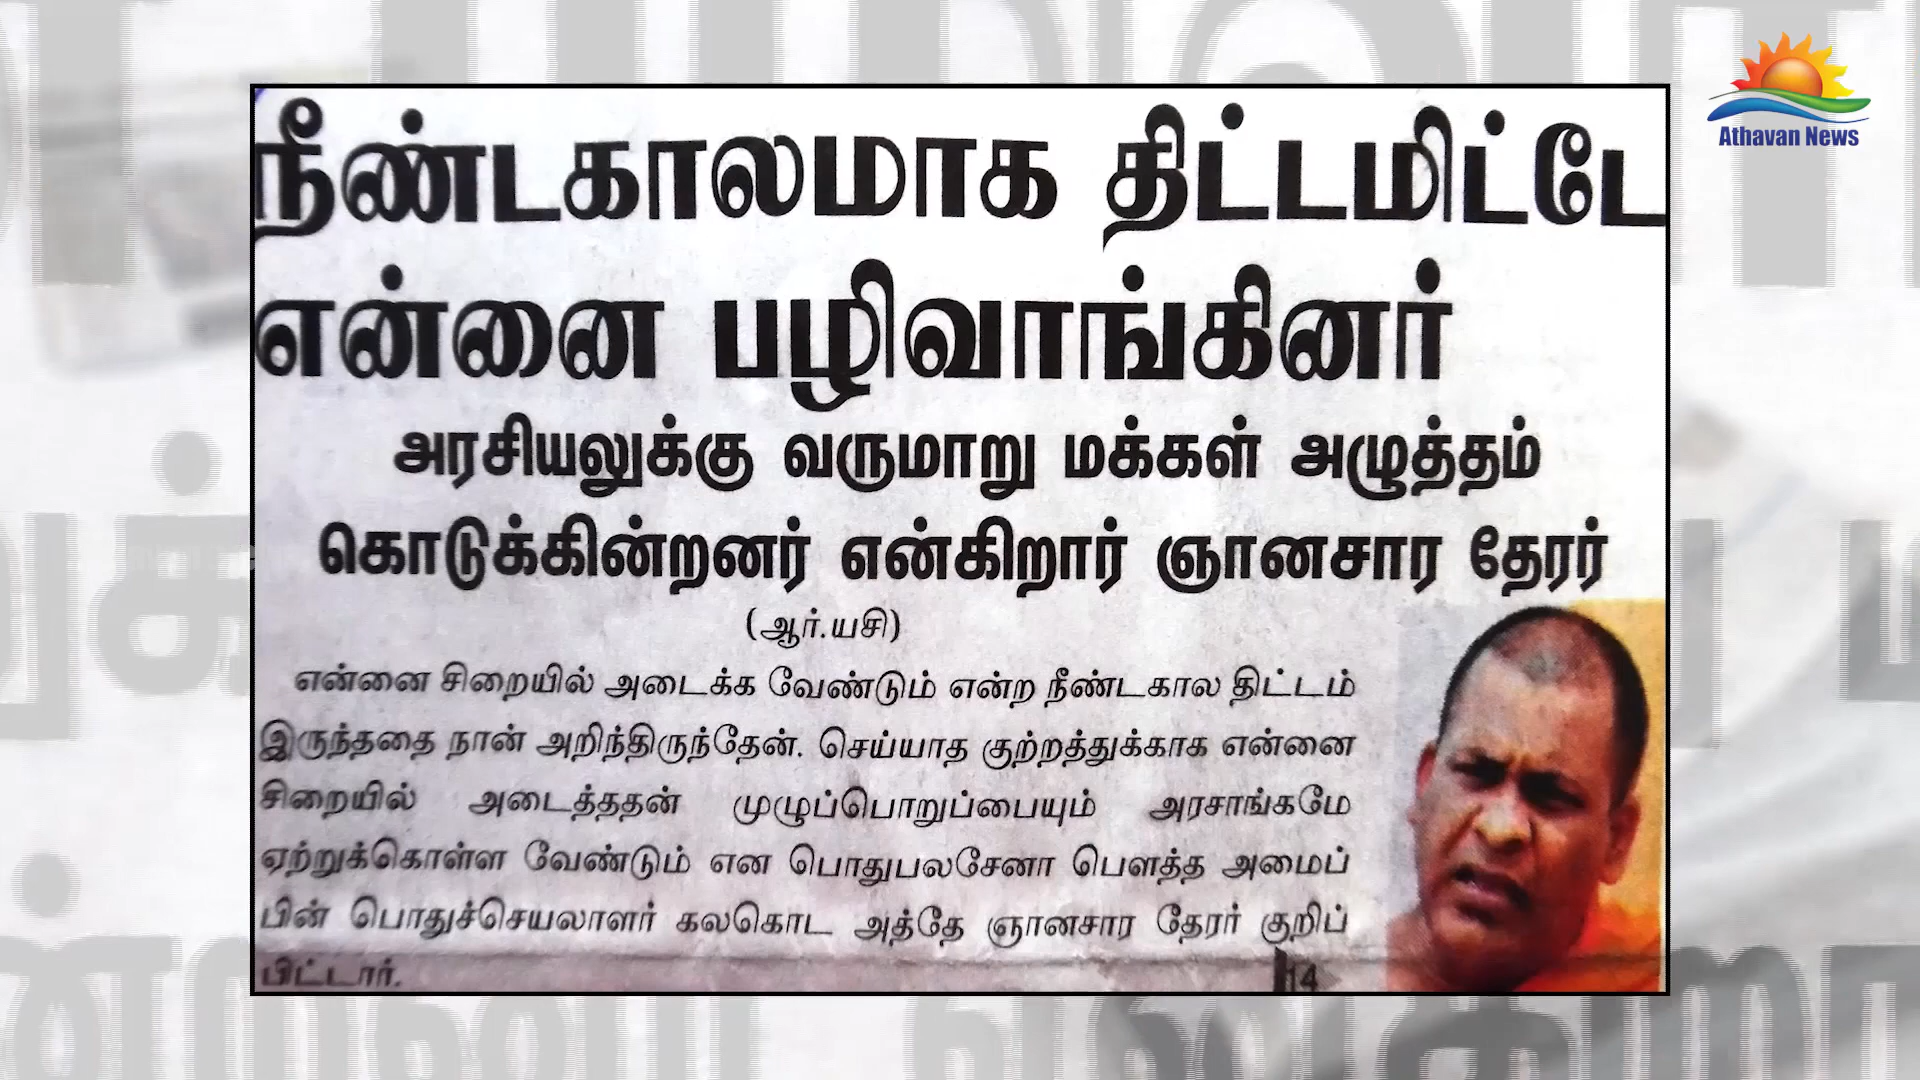 Athavan News
நீண்டகாலமாக திட்டமிட்டே
என்னை பழிவாங்கினர்
அரசியலுக்கு வருமாறு மக்கள் அழுத்தம்
கொடுக்கின்றனர் என்கிறார் ஞானசார தேரர்
(ஆர்.யசி)
என்னை சிறையில் அடைக்க வேண்டும் என்ற நீண்டகால திட்டம்
இருந்ததை நான் அறிந்திருந்தேன். செய்யாத குற்றத்துக்காக என்னை
சிறையில் அடைத்ததன் முழுப்பொறுப்பையும் அரசாங்கமே
ஏற்றுக்கொள்ள வேண்டும் என பொதுபலசேனா பௌத்த அமைப்
பின் பொதுச்செயலாளர் கலகொட அத்தே ஞானசார தேரர் குறிப்
பிட்டார்.
14